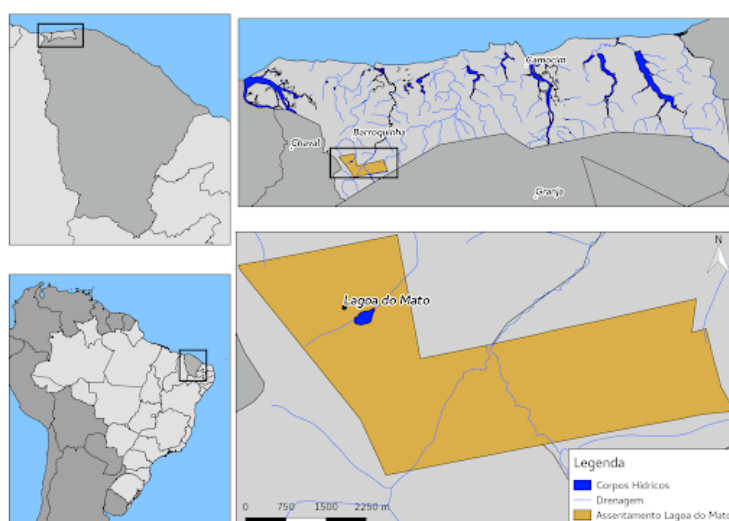 Camocim
Barroquinha
Chaval
Granja
N
Lagoa do Mato
Legenda
Corpos Hídricos
Drenagem
Assentamento Lagoa do Mato
0 750 1500 2250 m